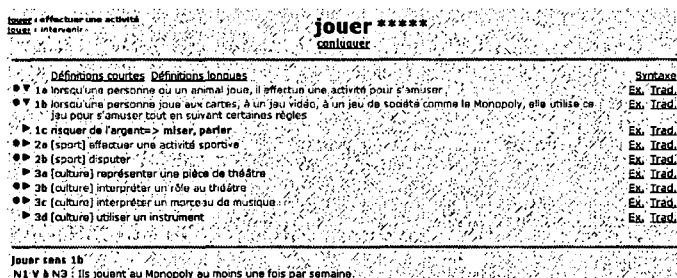 jouer : effectuer une activité
jouer : intervenir
jouer *****
conjuguer
Définitions courtes Définitions longues Syntaxe
1a lorsqu'une personne ou un animal joue, il effectue une activité pour s'amuser Ex. Trad.
1b lorsqu'une personne joue aux cartes, à un jeu vidéo, à un jeu de société comme le Monopoly, elle utilise ce
jeu pour s'amuser tout en suivant certaines règles Ex. Trad.
1c risquer de l'argent=> miser, parier Ex. Trad.
2a [sport] effectuer une activité sportive Ex. Trad.
2b [sport] disputer Ex. Trad.
3a [culture] représenter une pièce de théâtre Ex. Trad.
3b [culture] interpréter un rôle au théâtre Ex. Trad.
3c [culture] interpréter un morceau de musique Ex. Trad.
3d [culture] utiliser un instrument Ex. Trad.
Jouer sens 1b
N1 V à N3 : Ils jouent au Monopoly au moins une fois par semaine.